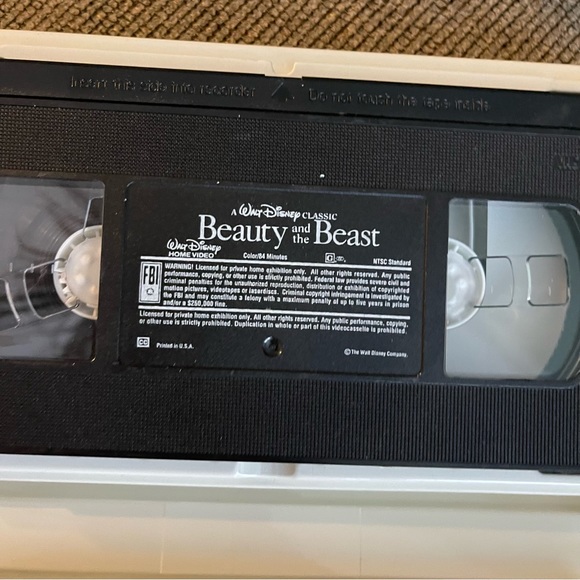 Insert this side into recorder
Do not touch the tape inside
A Walt Disney CLASSIC
Beauty and the Beast
Walt Disney
HOME VIDEO
Color/84 Minutes
G
NTSC Standard
FBI
WARNING! Licensed for private home exhibition only. All other rights reserved. Any public
performance, copying, or other use is strictly prohibited. Federal law provides severe civil and
criminal penalties for the unauthorized reproduction, distribution or exhibition of copyrighted
motion pictures, videotapes or laserdiscs. Criminal copyright infringement is investigated by
the FBI and may constitute a felony with a maximum penalty of up to five years in prison
and/or a $250,000 fine.
Licensed for private home exhibition only. All other rights reserved. Any public performance, copying,
or other use is strictly prohibited. Duplication in whole or part of this videocassette is prohibited.
CC
Printed in U.S.A.
© The Walt Disney Company.